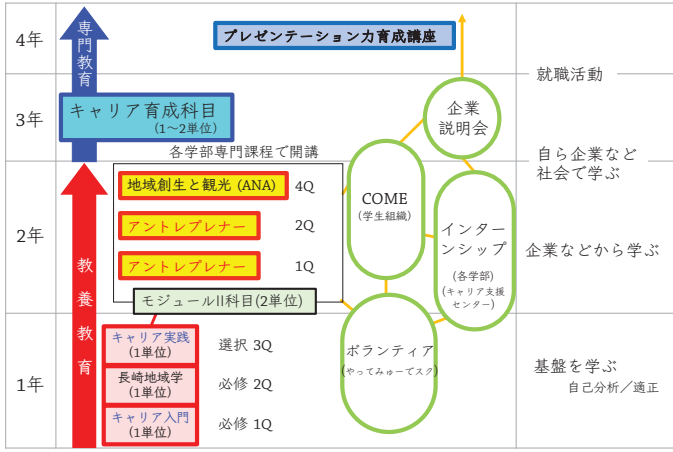 4年
専門教育
プレゼンテーション力育成講座
就職活動
3年
キャリア育成科目
(1～2単位)
企業
説明会
各学部専門課程で開講
自ら企業など
社会で学ぶ
2年
地域創生と観光 (ANA)
4Q
アントレプレナー
2Q
アントレプレナー
1Q
モジュールII科目(2単位)
COME
(学生組織)
インター
ンシップ
(各学部)
(キャリア支援
センター)
企業などから学ぶ
教養教育
1年
キャリア実践
(1単位)
選択 3Q
長崎地域学
(1単位)
必修 2Q
キャリア入門
(1単位)
必修 1Q
ボランティア
(やってみゅーでスク)
基盤を学ぶ
自己分析／適正